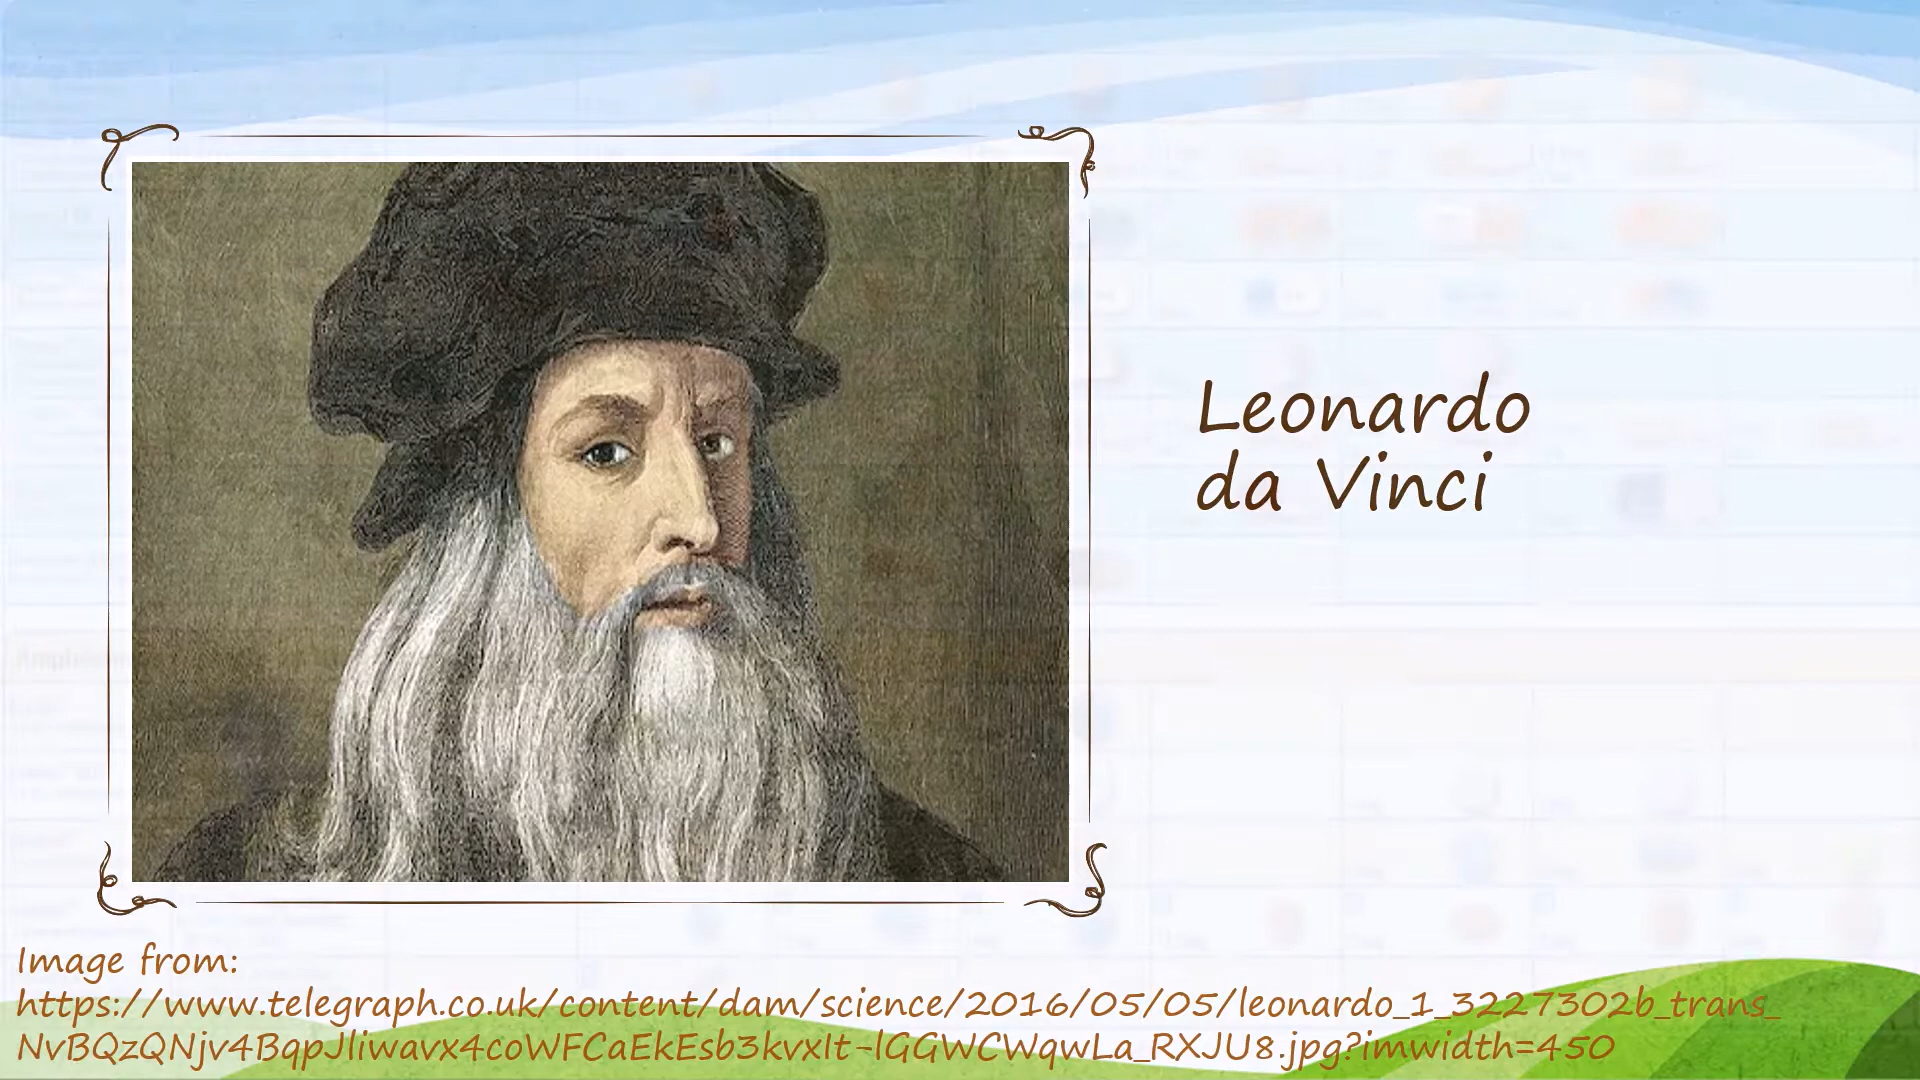 Leonardo
da Vinci
Image from:
https://www.telegraph.co.uk/content/dam/science/2016/05/05/leonardo_1_3227302b_trans_
NvBQzQNjv4BqpJliwavx4coWFCaEkEsb3kvxIt-lGGWCWqwLa_RXJU8.jpg?imwidth=450